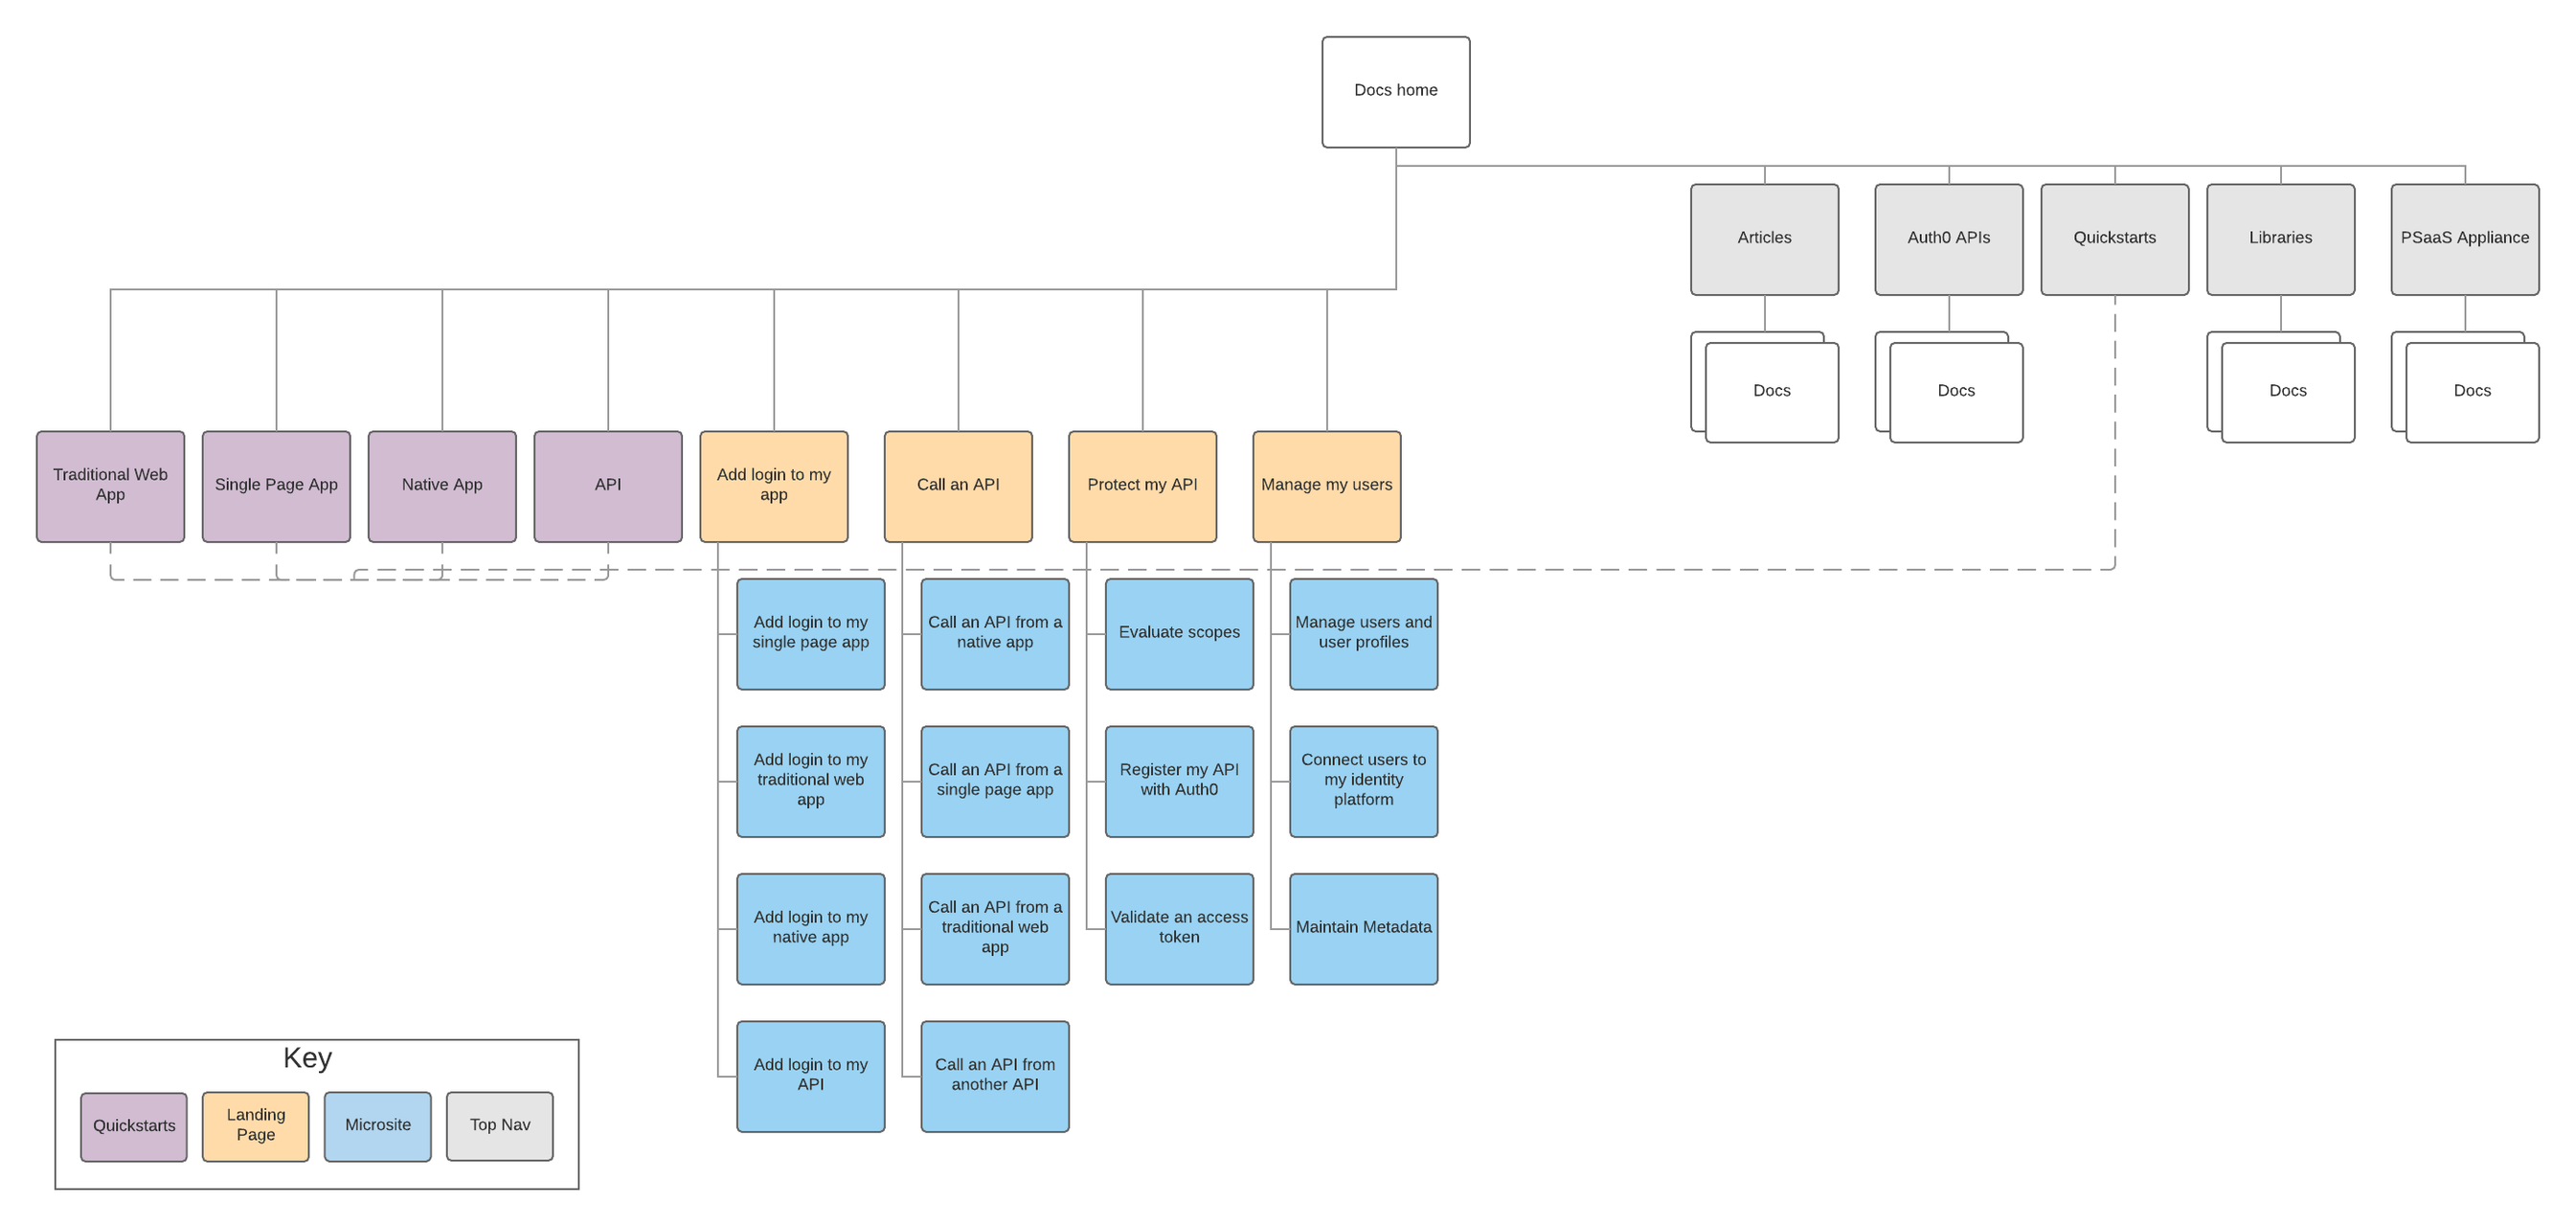 Docs home
Articles
Auth0 APIs
Quickstarts
Libraries
PSaaS Appliance
Docs
Docs
Docs
Docs
Traditional Web
App
Single Page App
Native App
API
Add login to my
app
Call an API
Protect my API
Manage my users
Add login to my
single page app
Call an API from a
native app
Evaluate scopes
Manage users and
user profiles
Add login to my
traditional web
app
Call an API from a
single page app
Register my API
with Auth0
Connect users to
my identity
platform
Add login to my
native app
Call an API from a
traditional web
app
Validate an access
token
Maintain Metadata
Add login to my
API
Call an API from
another API
Key
Quickstarts
Landing
Page
Microsite
Top Nav